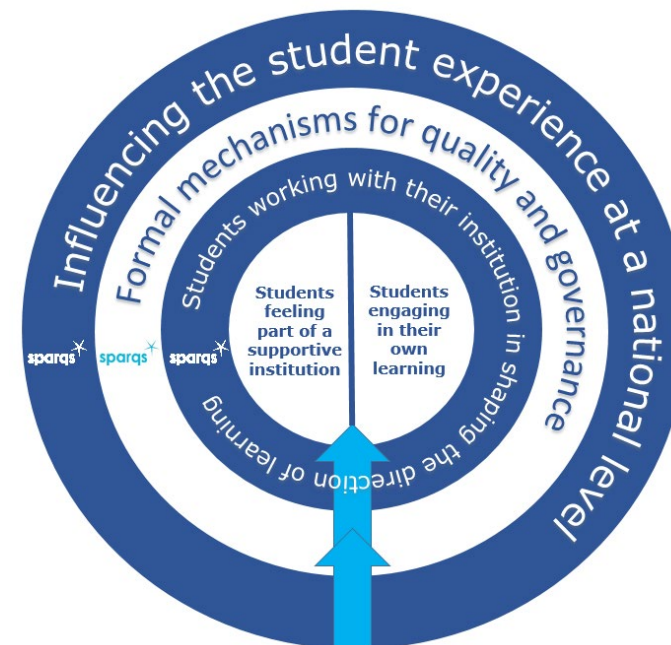 Influencing the student experience at a national level
Formal mechanisms for quality and governance
Students working with their institution in shaping the direction of learning
Students
feeling
part of a
supportive
institution
Students
engaging
in their
own
learning
sparqs
sparqs
sparqs